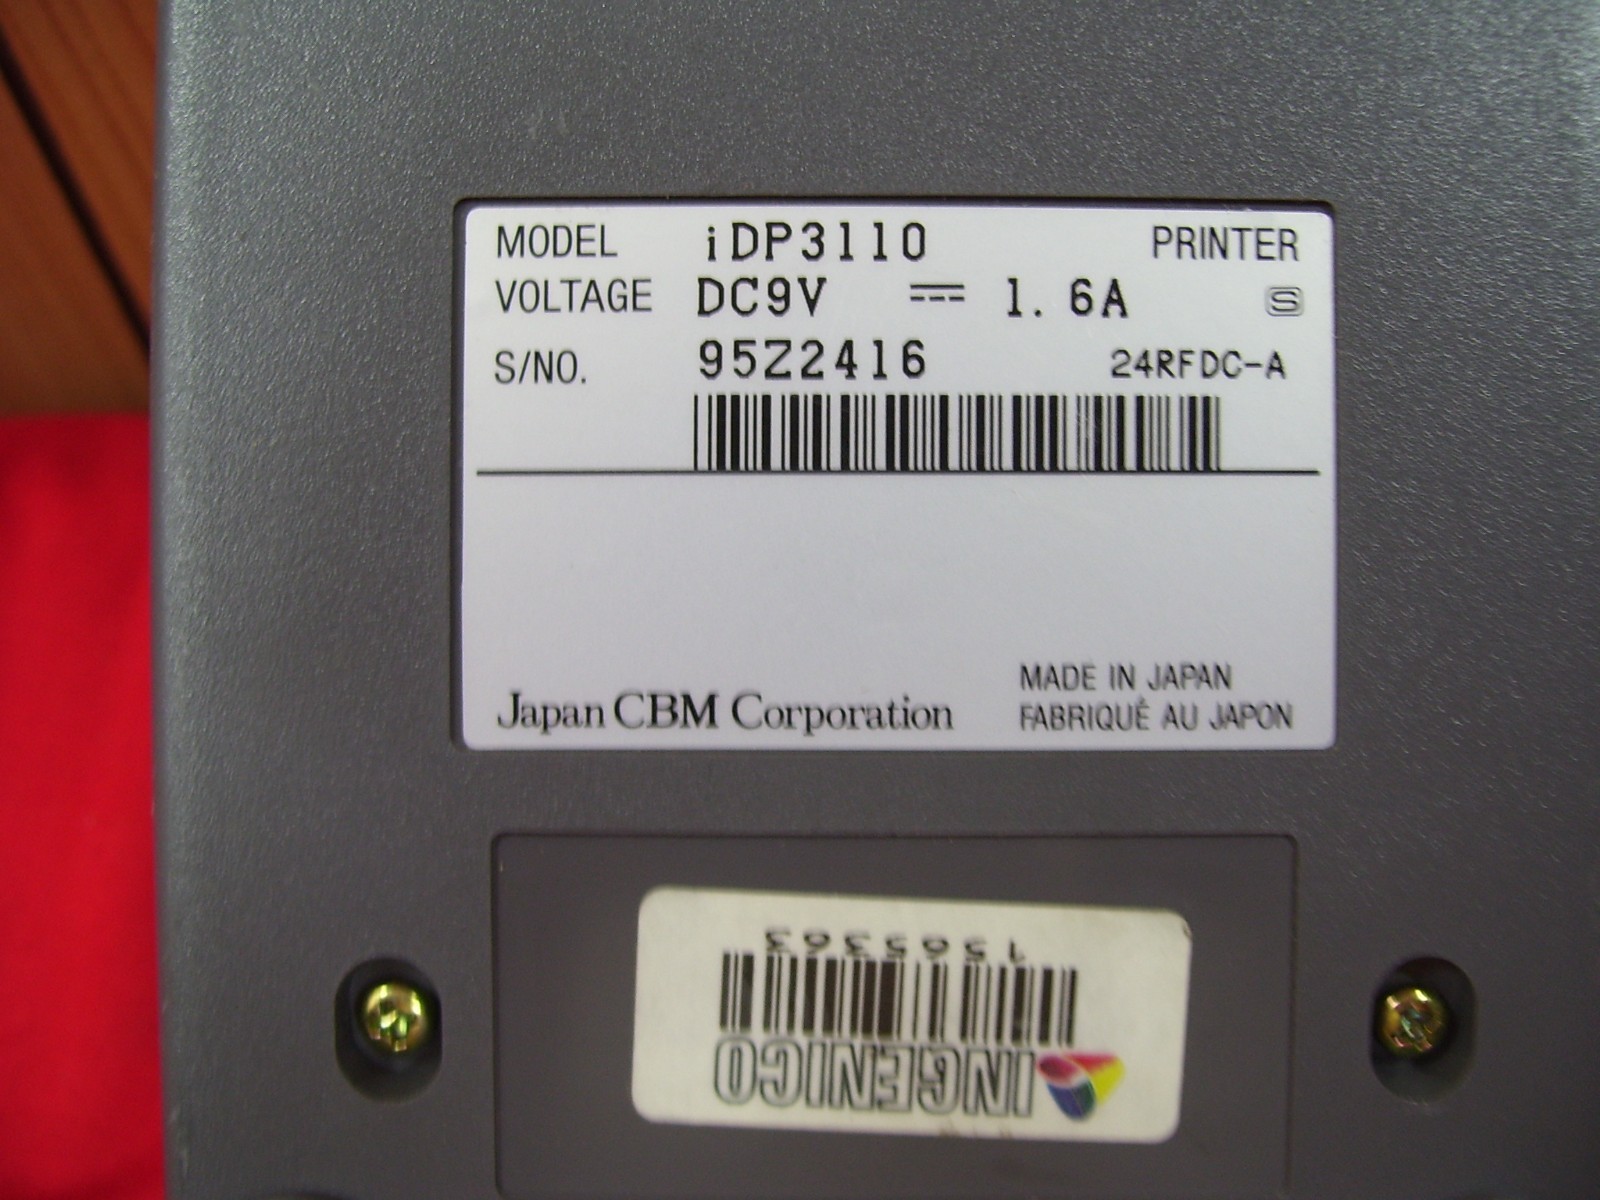 MODEL iDP3110 PRINTER
VOLTAGE DC9V ⎓ 1.6A S
S/NO. 95Z2416 24RFDC-A
MADE IN JAPAN
Japan CBM Corporation FABRIQUÉ AU JAPON
INGENICO
1565363